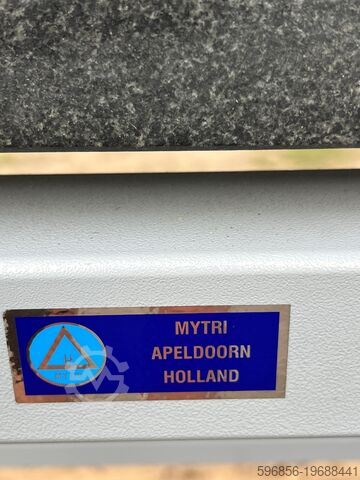 MYTRI
APELDOORN
HOLLAND
µ
596856-19688441